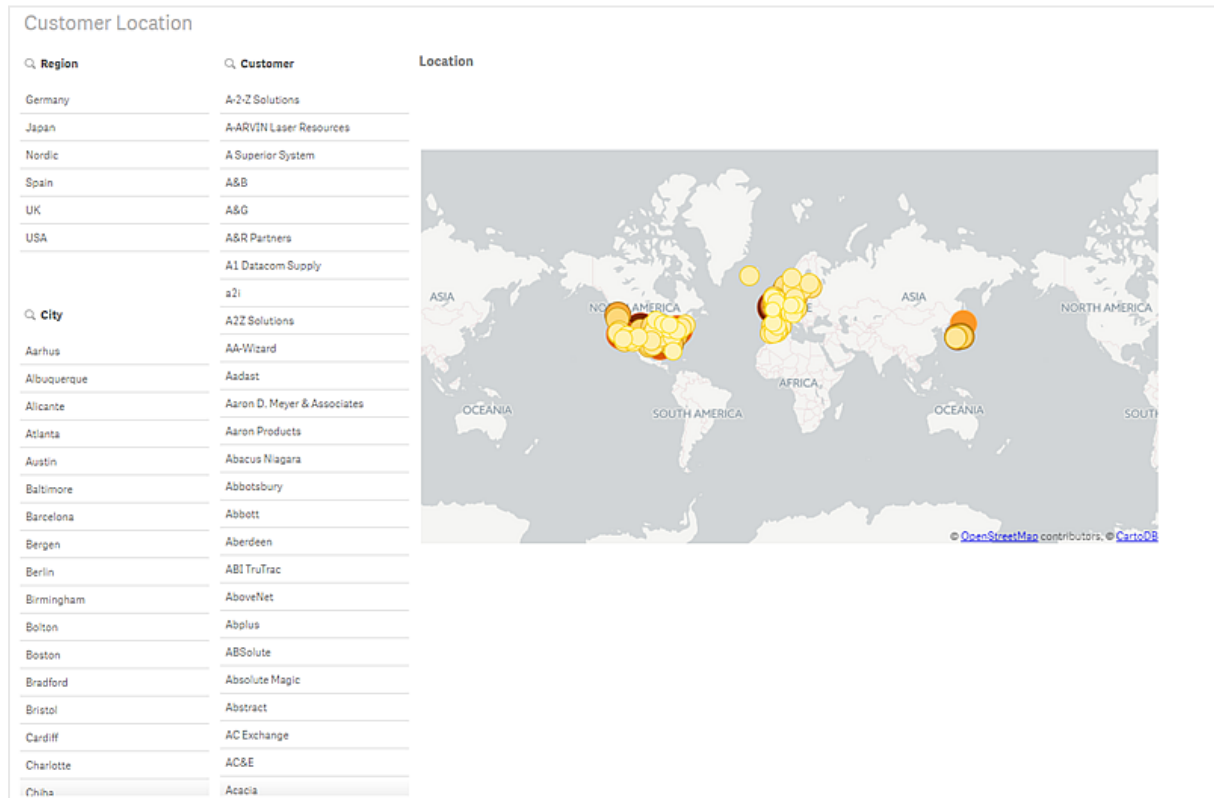 Customer Location
Region
Germany
Japan
Nordic
Spain
UK
USA
City
Aarhus
Albuquerque
Alicante
Atlanta
Austin
Baltimore
Barcelona
Bergen
Berlin
Birmingham
Bolton
Boston
Bradford
Bristol
Cardiff
Charlotte
Chiba
Customer
A-2-Z Solutions
A-ARVIN Laser Resources
A Superior System
A&B
A&G
A&R Partners
A1 Datacom Supply
a2i
A2Z Solutions
AA-Wizard
Aadast
Aaron D. Meyer & Associates
Aaron Products
Abacus Niagara
Abbotsbury
Abbott
Aberdeen
ABI TruTrac
AboveNet
Abplus
ABSolute
Absolute Magic
Abstract
AC Exchange
AC&E
Acacia
Location
ASIA
AMERICA
ASIA
NORTH AMERICA
AFRICA
OCEANIA
SOUTH AMERICA
OCEANIA
SOUTH
© OpenStreetMap contributors, © CartoDB